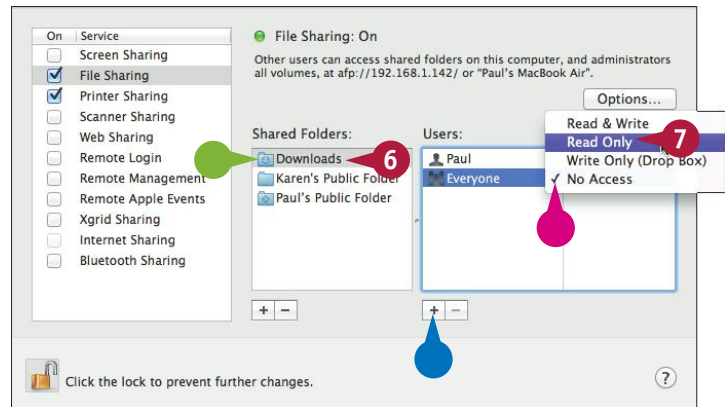 On Service
Screen Sharing
File Sharing
Printer Sharing
Scanner Sharing
Web Sharing
Remote Login
Remote Management
Remote Apple Events
Xgrid Sharing
Internet Sharing
Bluetooth Sharing
File Sharing: On
Other users can access shared folders on this computer, and administrators
all volumes, at afp://192.168.1.142/ or “Paul’s MacBook Air”.
Options...
Shared Folders:
Downloads 6
Karen's Public Folder
Paul's Public Folder
Users:
Paul
Everyone
Read & Write
Read Only 7
Write Only (Drop Box)
✓ No Access
+ −
+ −
Click the lock to prevent further changes.
?